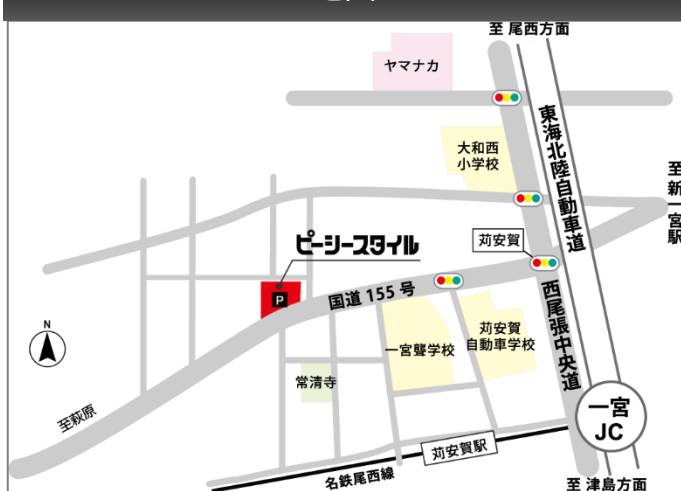 至 尾西方面
ヤマナカ
東海北陸自動車道
大和西
小学校
至新一宮駅
苅安賀
ピーシースタイル
P
国道155号
西尾張中央道
N
一宮聾学校
苅安賀
自動車学校
常清寺
至萩原
一宮
JC
苅安賀駅
名鉄尾西線
至 津島方面